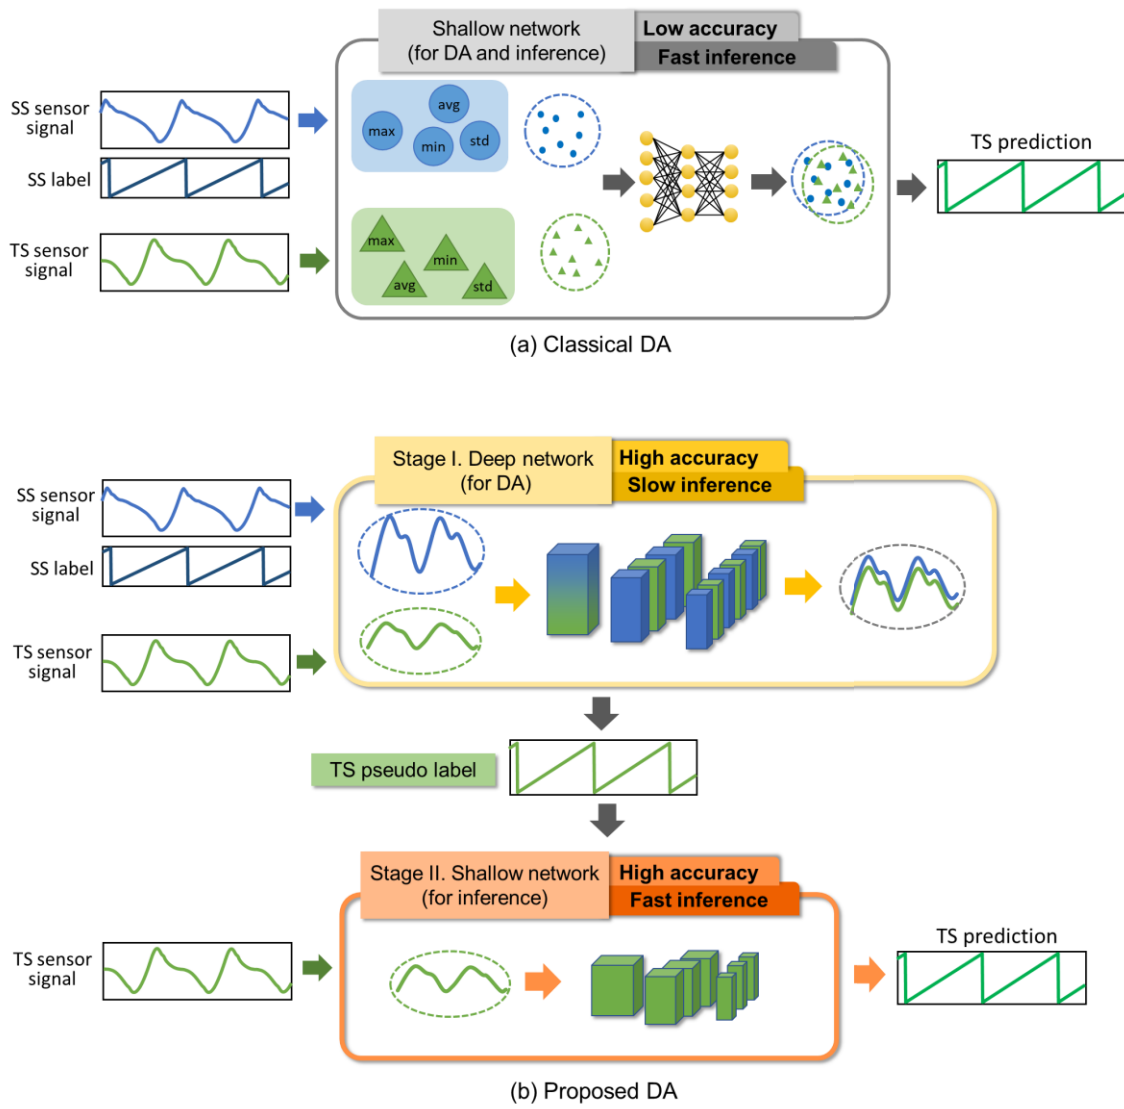 Shallow network
(for DA and inference)
Low accuracy
Fast inference
SS sensor
signal
SS label
TS sensor
signal
max
avg
min
std
max
min
avg
std
TS prediction
(a) Classical DA
Stage I. Deep network
(for DA)
High accuracy
Slow inference
SS sensor
signal
SS label
TS sensor
signal
TS pseudo label
Stage II. Shallow network
(for inference)
High accuracy
Fast inference
TS sensor
signal
TS prediction
(b) Proposed DA